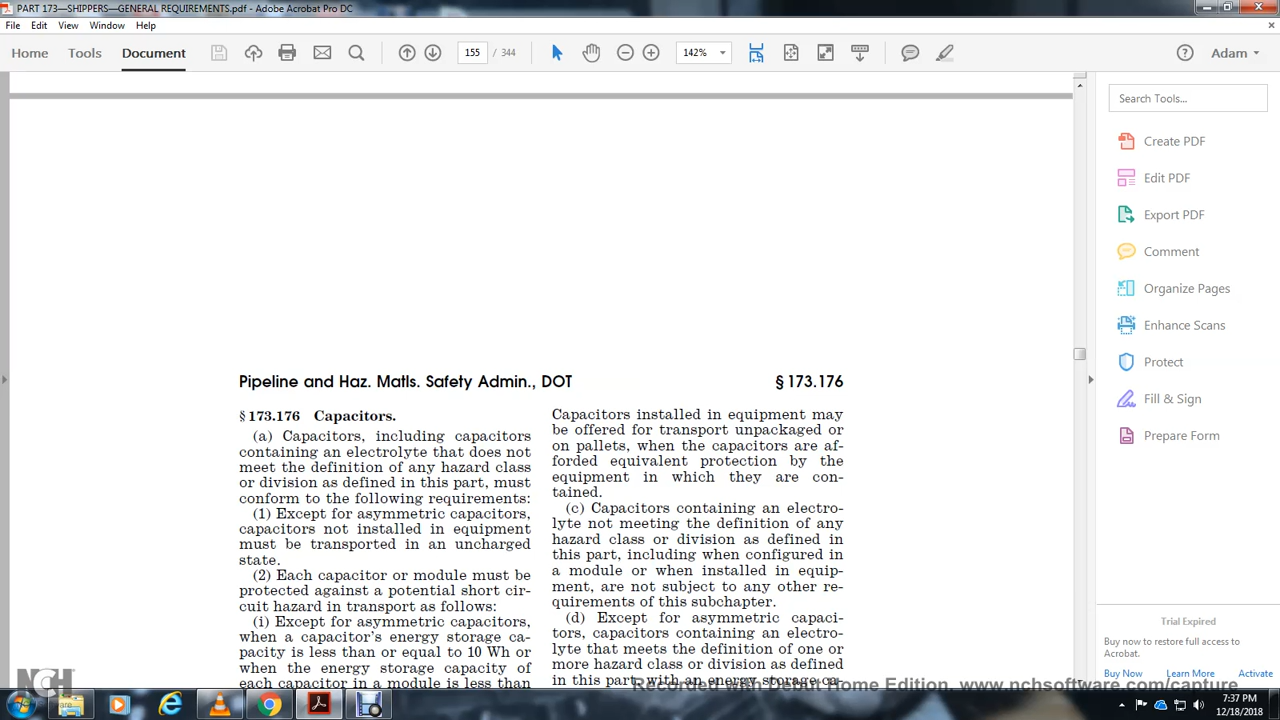 PART 173—SHIPPERS—GENERAL REQUIREMENTS.pdf - Adobe Acrobat Pro DC
File Edit View Window Help
Home Tools Document
155 / 344
142%
Adam
Search Tools...
Create PDF
Edit PDF
Export PDF
Comment
Organize Pages
Enhance Scans
Protect
Fill & Sign
Prepare Form
Pipeline and Haz. Matls. Safety Admin., DOT
§ 173.176
§ 173.176 Capacitors.
(a) Capacitors, including capacitors
containing an electrolyte that does not
meet the definition of any hazard class
or division as defined in this part, must
conform to the following requirements:
(1) Except for asymmetric capacitors,
capacitors not installed in equipment
must be transported in an uncharged
state.
(2) Each capacitor or module must be
protected against a potential short cir-
cuit hazard in transport as follows:
(i) Except for asymmetric capacitors,
when a capacitor's energy storage ca-
pacity is less than or equal to 10 Wh or
when the energy storage capacity of
each capacitor in a module is less than
Capacitors installed in equipment may
be offered for transport unpackaged or
on pallets, when the capacitors are af-
forded equivalent protection by the
equipment in which they are con-
tained.
(c) Capacitors containing an electro-
lyte not meeting the definition of any
hazard class or division as defined in
this part, including when configured in
a module or when installed in equip-
ment, are not subject to any other re-
quirements of this subchapter.
(d) Except for asymmetric capaci-
tors, capacitors containing an electro-
lyte that meets the definition of one or
more hazard class or division as defined
in this part, with an energy storage ca-
Trial Expired
Buy now to restore full access to
Acrobat.
Buy Now Learn More Activate
NCH
Recorded with Debut Home Edition. www.nchsoftware.com/capture
7:37 PM
12/18/2018